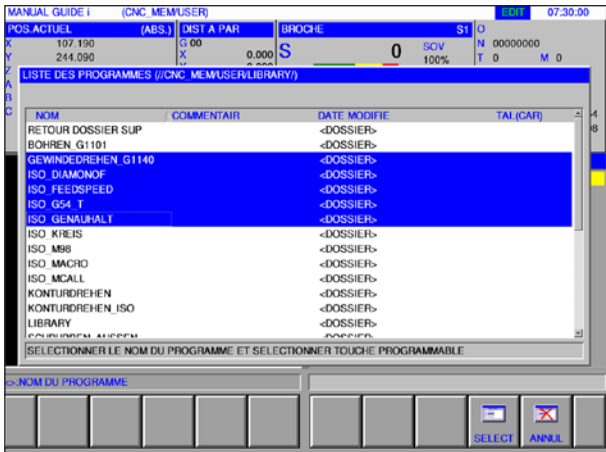 MANUAL GUIDE i (CNC_MEM/USER) EDIT 07:30:00
POS.ACTUEL (ABS.) DIST A PAR BROCHE S1 O
X 107.190 G 00 S 0 SOV N 00000000
Y 244.090 X 0.000 100% T 0 M 0
Z LISTE DES PROGRAMMES (//CNC_MEM/USER/LIBRARY/)
A
B
C NOM / COMMENTAIR DATE MODIFIE TAL(CAR)
RETOUR DOSSIER SUP <DOSSIER>
BOHREN_G1101 <DOSSIER>
GEWINDEDREHEN_G1140 <DOSSIER>
ISO_DIAMONOF <DOSSIER>
ISO_FEEDSPEED <DOSSIER>
ISO_G54_T <DOSSIER>
ISO_GENAUHALT <DOSSIER>
ISO_KREIS <DOSSIER>
ISO_M98 <DOSSIER>
ISO_MACRO <DOSSIER>
ISO_MCALL <DOSSIER>
KONTURDREHEN <DOSSIER>
KONTURDREHEN_ISO <DOSSIER>
LIBRARY <DOSSIER>
SELECTIONNER LE NOM DU PROGRAMME ET SELECTIONNER TOUCHE PROGRAMMABLE
<>:NOM DU PROGRAMME
SELECT ANNUL